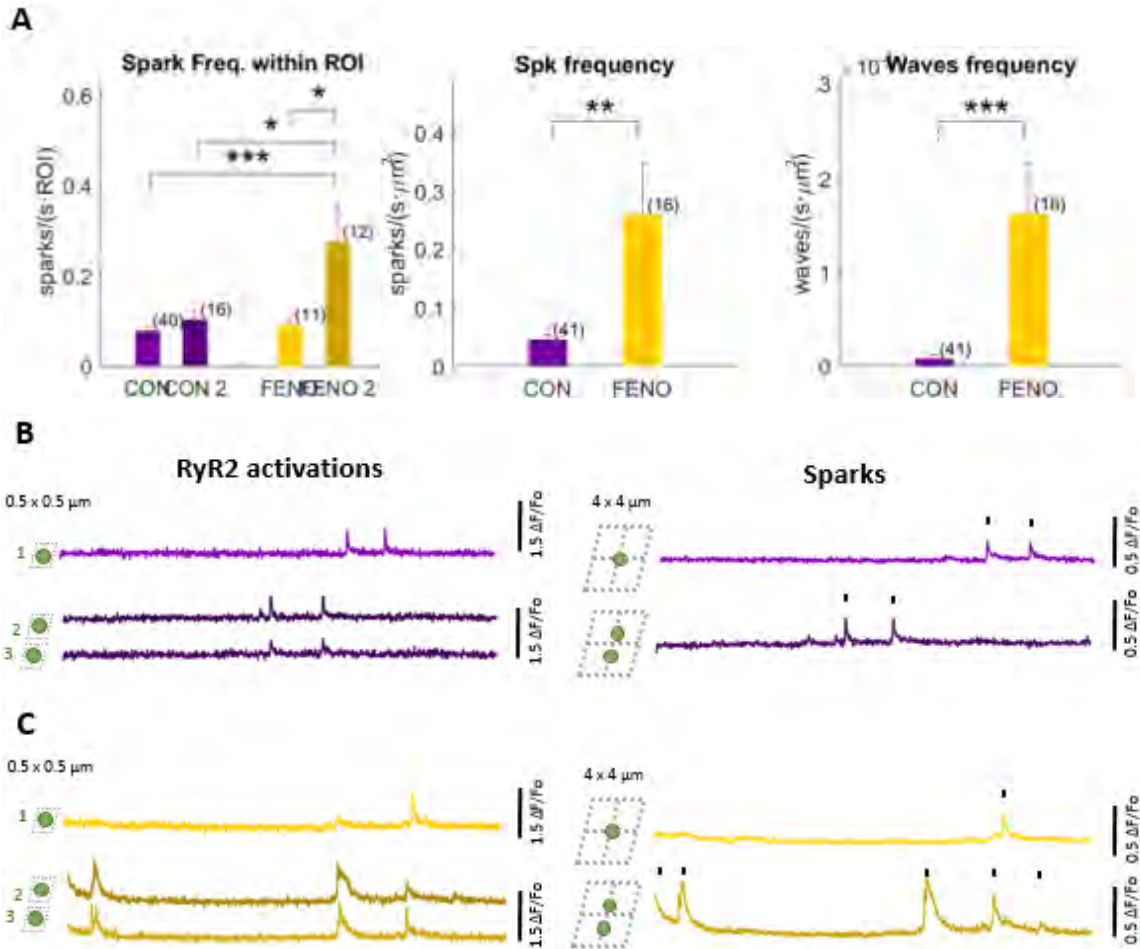 A
Spark Freq. within ROI
sparks/(s·ROI)
0.6
0.4
0.2
0
*
*
***
(40)
(16)
(11)
(12)
CON
CON 2
FENO
FENO 2
Spk frequency
sparks/(s·μm²)
0.4
0.3
0.2
0.1
0
**
(41)
(16)
CON
FENO
Waves frequency
× 10
waves/(s·μm²)
3
2
1
0
***
(41)
(16)
CON
FENO.
B
RyR2 activations
0.5 x 0.5 μm
1
1.5 ΔF/Fo
2
3
1.5 ΔF/Fo
Sparks
4 x 4 μm
0,5 ΔF/Fo
0,5 ΔF/Fo
C
0.5 x 0.5 μm
1
1.5 ΔF/Fo
2
3
1.5 ΔF/Fo
4 x 4 μm
0,5 ΔF/Fo
0,5 ΔF/Fo